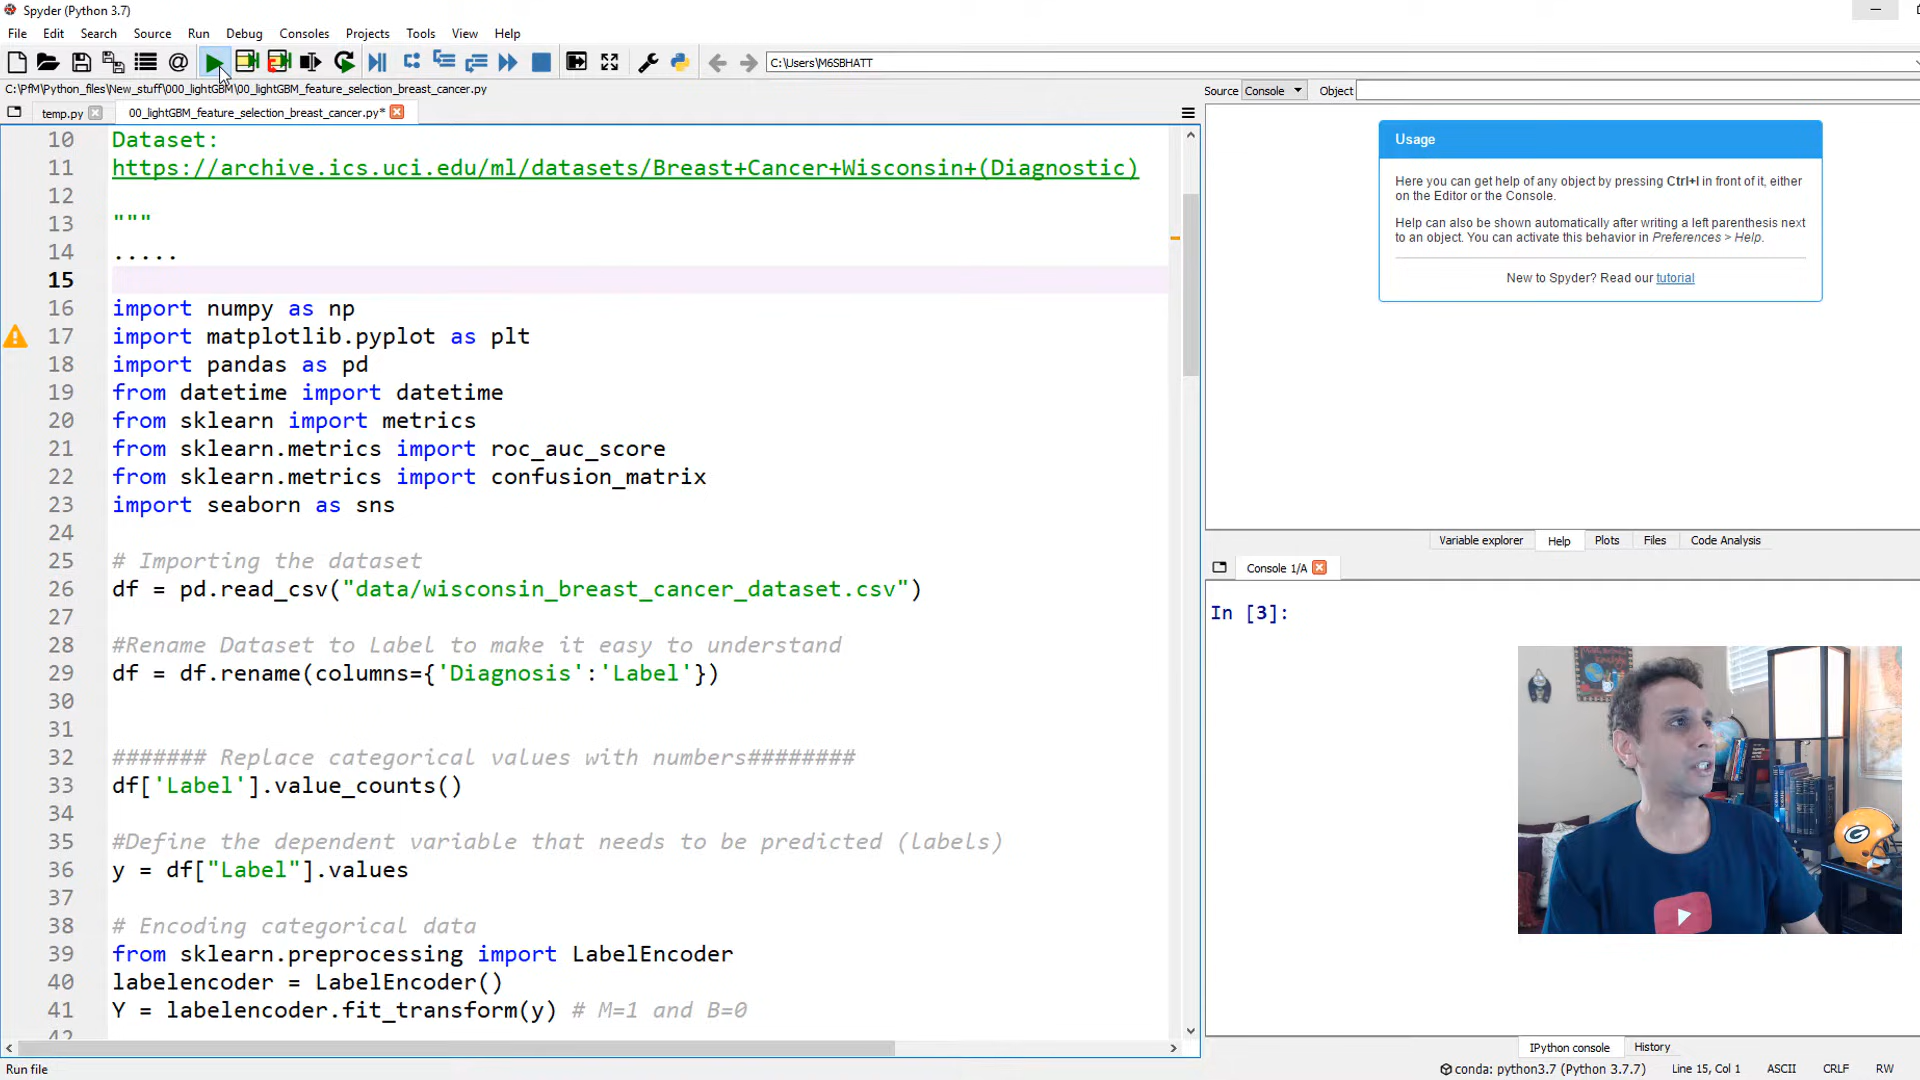 Spyder (Python 3.7)
File Edit Search Source Run Debug Consoles Projects Tools View Help
C:\Users\M6SBHATT
C:\PfM\Python_files\New_stuff\000_lightGBM\00_lightGBM_feature_selection_breast_cancer.py
Source Console Object
temp.py 00_lightGBM_feature_selection_breast_cancer.py*
10 Dataset:
11 https://archive.ics.uci.edu/ml/datasets/Breast+Cancer+Wisconsin+(Diagnostic)
12
13 """
14 .....
15
16 import numpy as np
17 import matplotlib.pyplot as plt
18 import pandas as pd
19 from datetime import datetime
20 from sklearn import metrics
21 from sklearn.metrics import roc_auc_score
22 from sklearn.metrics import confusion_matrix
23 import seaborn as sns
24
25 # Importing the dataset
26 df = pd.read_csv("data/wisconsin_breast_cancer_dataset.csv")
27
28 #Rename Dataset to Label to make it easy to understand
29 df = df.rename(columns={'Diagnosis':'Label'})
30
31
32 ####### Replace categorical values with numbers########
33 df['Label'].value_counts()
34
35 #Define the dependent variable that needs to be predicted (labels)
36 y = df["Label"].values
37
38 # Encoding categorical data
39 from sklearn.preprocessing import LabelEncoder
40 labelencoder = LabelEncoder()
41 Y = labelencoder.fit_transform(y) # M=1 and B=0
42
Usage
Here you can get help of any object by pressing Ctrl+I in front of it, either
on the Editor or the Console.
Help can also be shown automatically after writing a left parenthesis next
to an object. You can activate this behavior in Preferences > Help.
New to Spyder? Read our tutorial
Variable explorer Help Plots Files Code Analysis
Console 1/A
In [3]:
IPython console History
Run file
conda: python3.7 (Python 3.7.7) Line 15, Col 1 ASCII CRLF RW